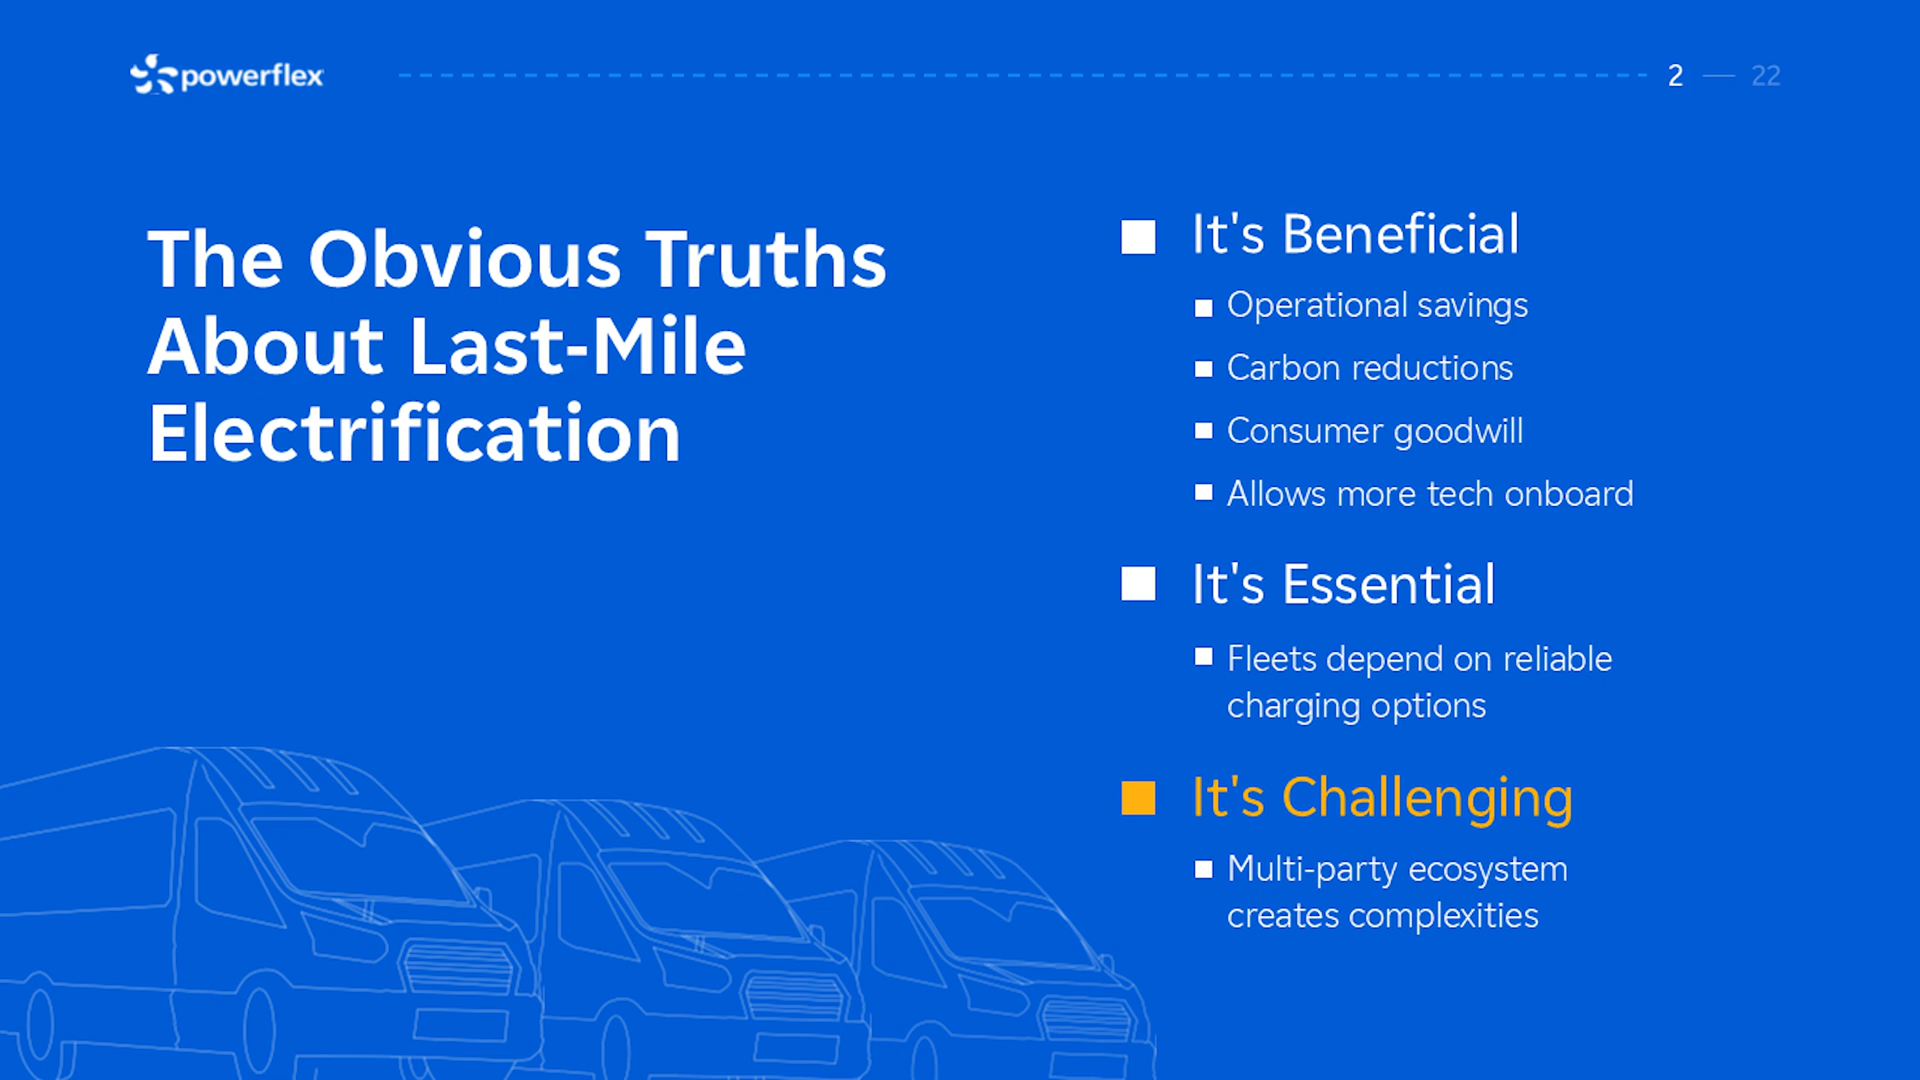 powerflex
2 — 22
The Obvious Truths
About Last-Mile
Electrification
It's Beneficial
Operational savings
Carbon reductions
Consumer goodwill
Allows more tech onboard
It's Essential
Fleets depend on reliable
charging options
It's Challenging
Multi-party ecosystem
creates complexities